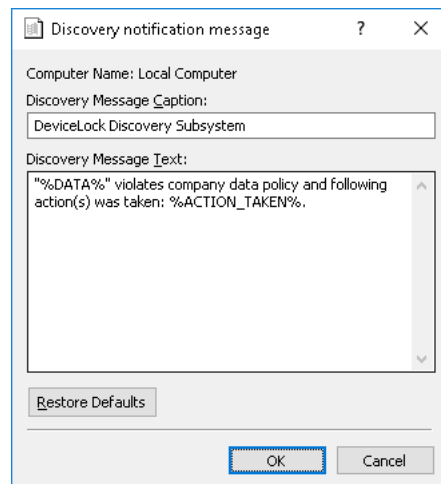 Discovery notification message
Computer Name: Local Computer
Discovery Message Caption:
DeviceLock Discovery Subsystem
Discovery Message Text:
"%DATA%" violates company data policy and following
action(s) was taken: %ACTION_TAKEN%.
Restore Defaults
OK Cancel